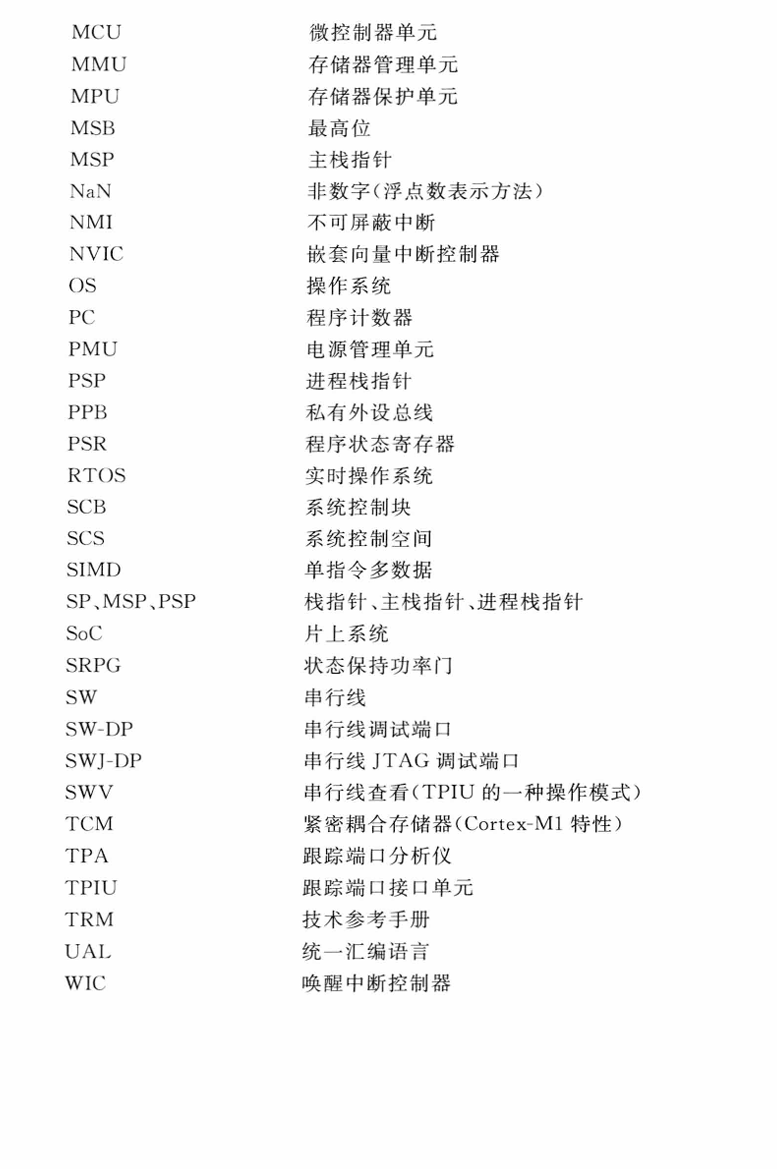 MCU 微控制器单元
MMU 存储器管理单元
MPU 存储器保护单元
MSB 最高位
MSP 主栈指针
NaN 非数字(浮点数表示方法)
NMI 不可屏蔽中断
NVIC 嵌套向量中断控制器
OS 操作系统
PC 程序计数器
PMU 电源管理单元
PSP 进程栈指针
PPB 私有外设总线
PSR 程序状态寄存器
RTOS 实时操作系统
SCB 系统控制块
SCS 系统控制空间
SIMD 单指令多数据
SP、MSP、PSP 栈指针、主栈指针、进程栈指针
SoC 片上系统
SRPG 状态保持功率门
SW 串行线
SW-DP 串行线调试端口
SWJ-DP 串行线 JTAG 调试端口
SWV 串行线查看(TPIU 的一种操作模式)
TCM 紧密耦合存储器(Cortex-M1 特性)
TPA 跟踪端口分析仪
TPIU 跟踪端口接口单元
TRM 技术参考手册
UAL 统一汇编语言
WIC 唤醒中断控制器